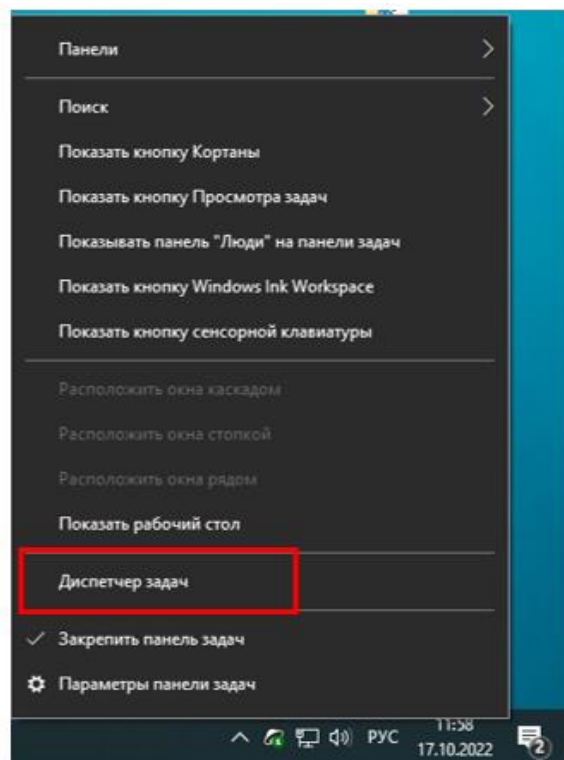 Панели
Поиск
Показать кнопку Кортаны
Показать кнопку Просмотра задач
Показывать панель "Люди" на панели задач
Показать кнопку Windows Ink Workspace
Показать кнопку сенсорной клавиатуры
Расположить окна каскадом
Расположить окна стопкой
Расположить окна рядом
Показать рабочий стол
Диспетчер задач
Закрепить панель задач
Параметры панели задач
РУС
11:58
17.10.2022
2